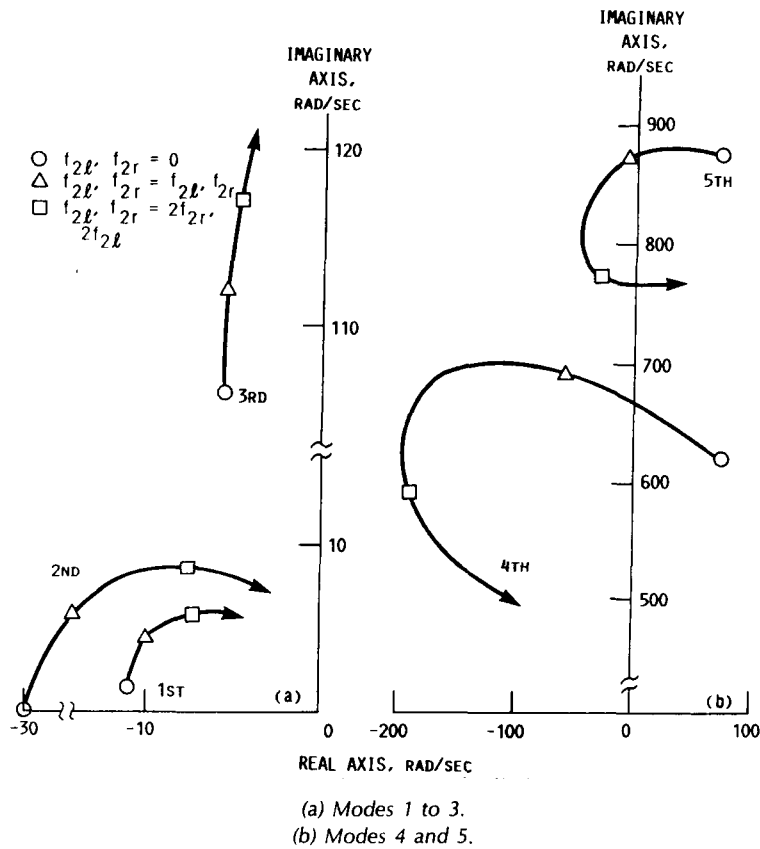 IMAGINARY
AXIS,
RAD/SEC
IMAGINARY
AXIS,
RAD/SEC
○ f2ℓ, f2r = 0
△ f2ℓ, f2r = f2ℓ, f2r
□ f2ℓ, f2r = 2f2r,
2f2ℓ
120
110
10
3RD
2ND
1ST
(a)
-30
-10
0
900
800
700
600
500
5TH
4TH
(b)
-200
-100
0
100
REAL AXIS, RAD/SEC
(a) Modes 1 to 3.
(b) Modes 4 and 5.